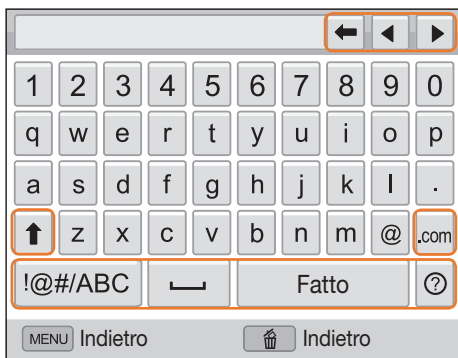 1 2 3 4 5 6 7 8 9 0
q w e r t y u i o p
a s d f g h j k l .
z x c v b n m @ .com
!@#/ABC Fatto ?
MENU Indietro Indietro